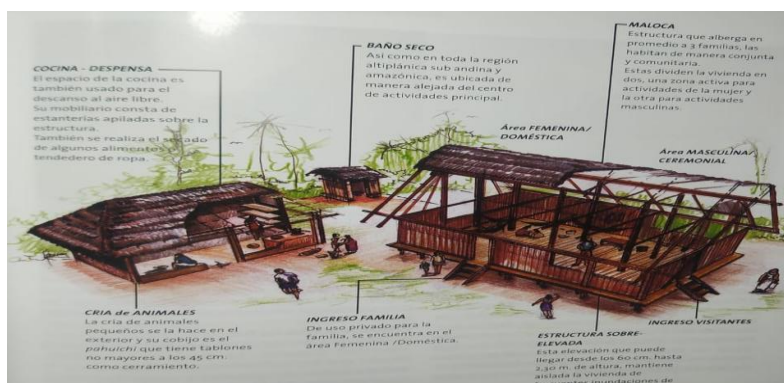 COCINA - DESPENSA
El espacio de la cocina es
también usado para el
descanso al aire libre.
Su mobiliario consta de
estanterías apiladas sobre la
estructura.
También se realiza el secado
de algunos alimentos y
tendedero de ropa.
BAÑO SECO
Así como en toda la región
altiplánica sub andina y
amazónica, es ubicada de
manera alejada del centro
de actividades principal.
MALOCA
Estructura que alberga en
promedio a 3 familias, las
habitan de manera conjunta
y comunitaria.
Estas dividen la vivienda en
dos, una zona activa para
actividades de la mujer y
la otra para actividades
masculinas.
Área FEMENINA/
DOMÉSTICA
Área MASCULINA/
CEREMONIAL
CRIA de ANIMALES
La cria de animales
pequeños se la hace en el
exterior y su cobijo es el
pahuichi que tiene tablones
no mayores a los 45 cm
como cerramiento.
INGRESO FAMILIA
De uso privado para la
familia, se encuentra en el
área Femenina /Doméstica.
ESTRUCTURA SOBRE-
ELEVADA
Esta elevación que puede
llegar desde los 60 cm. hasta
2,30 m. de altura, mantiene
aislada la vivienda de
inundaciones de
INGRESO VISITANTES